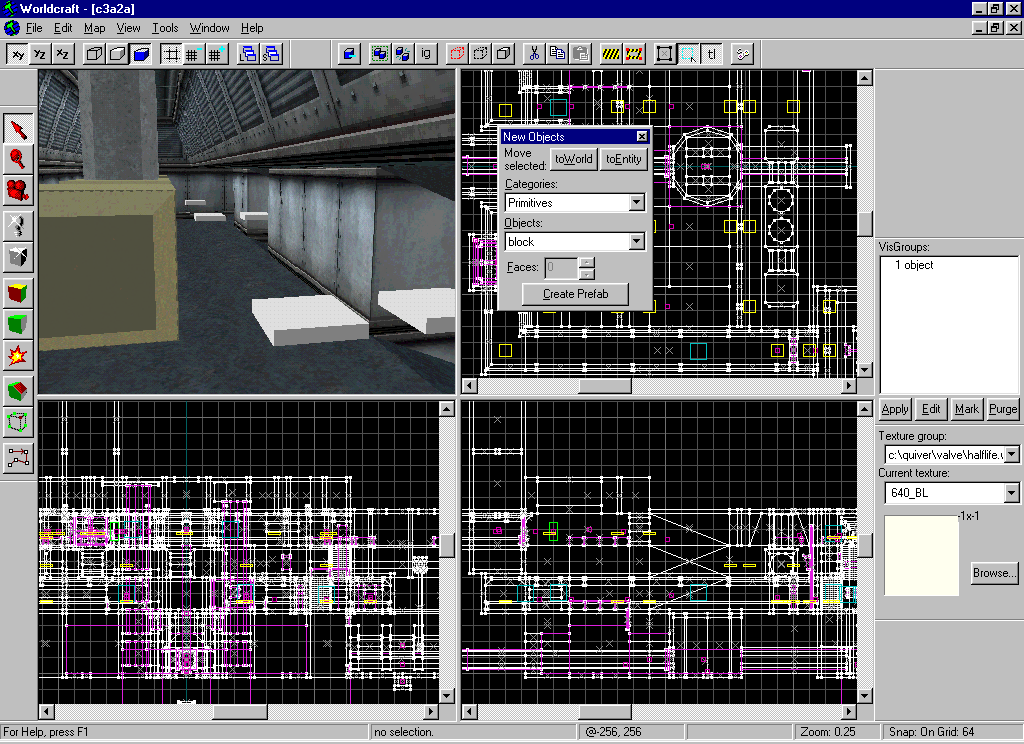 Worldcraft - [c3a2a]
File Edit Map View Tools Window Help
xy yz xz ig tl
New Objects
Move selected: toWorld toEntity
Categories:
Primitives
Objects:
block
Faces: 0
Create Prefab
VisGroups:
1 object
Apply Edit Mark Purge
Texture group:
c:\quiver\valve\halflife.
Current texture:
640_BL
-1x-1
Browse...
For Help, press F1 no selection. @-256, 256 Zoom: 0.25 Snap: On Grid: 64